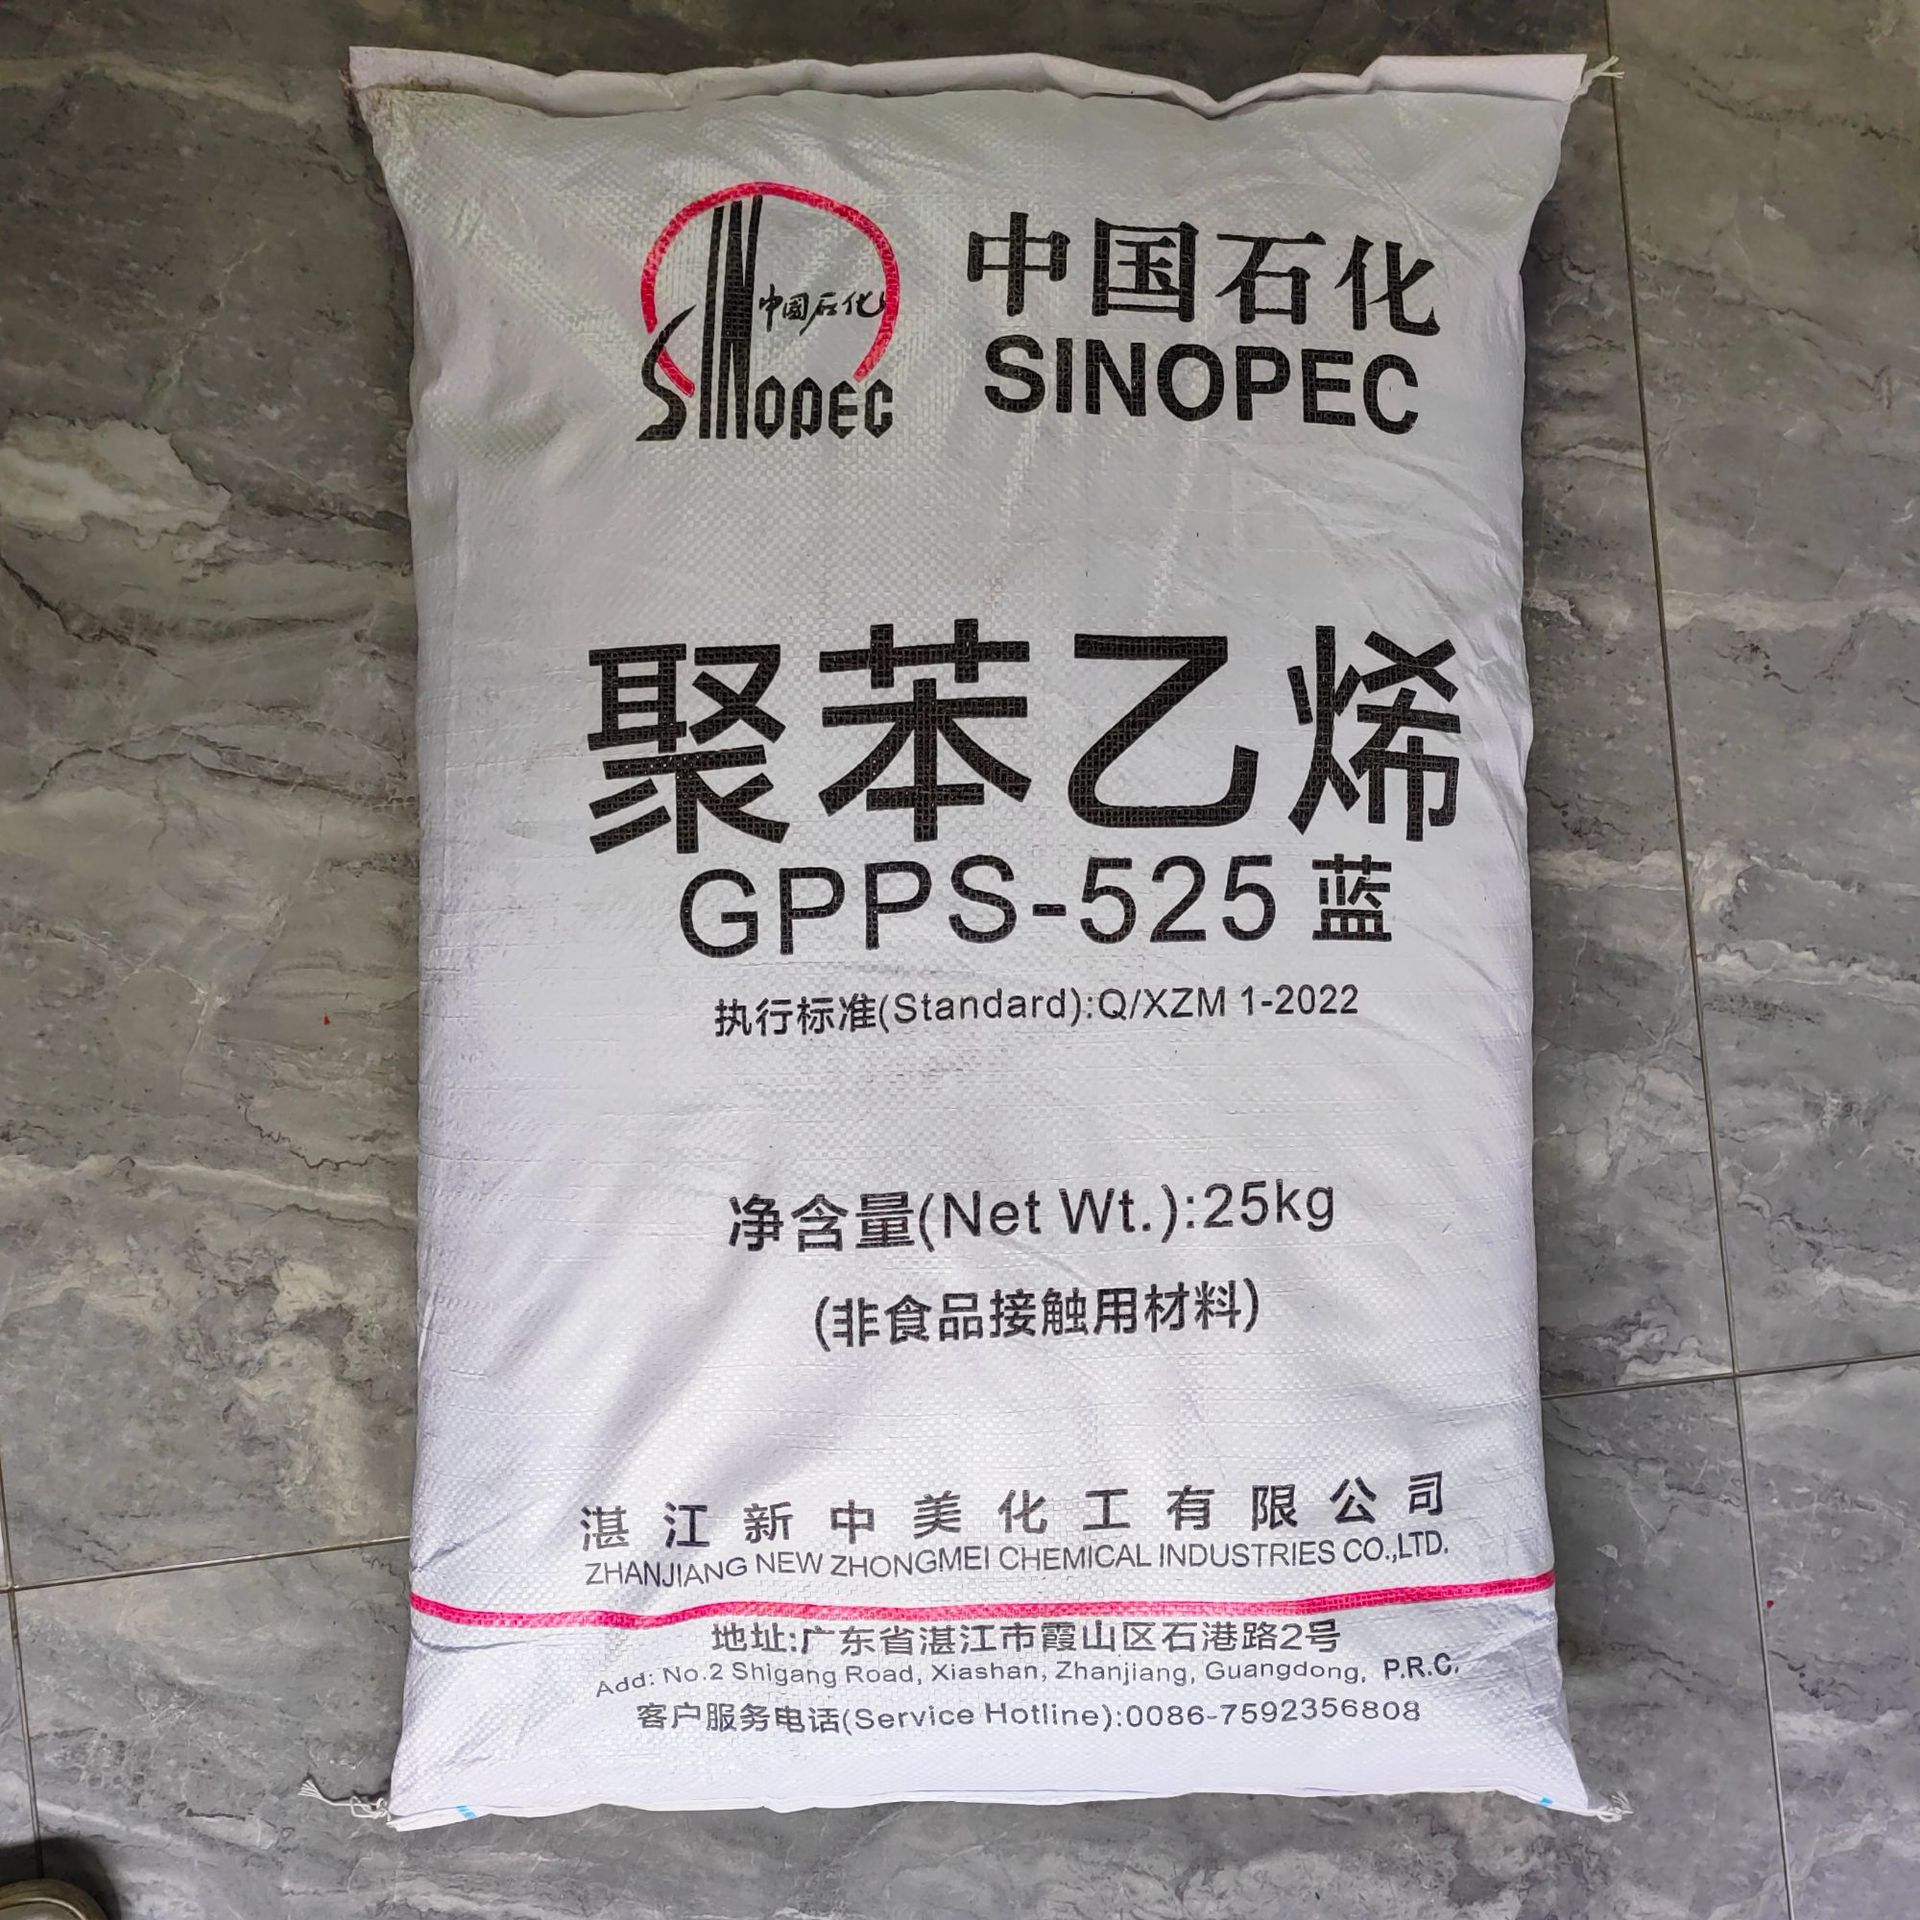 中国石化
SINOPEC
中国石化
SINOPEC
聚苯乙烯
GPPS-525 蓝
执行标准(Standard):Q/XZM 1-2022
净含量(Net Wt.):25kg
(非食品接触用材料)
湛江新中美化工有限公司
ZHANJIANG NEW ZHONGMEI CHEMICAL INDUSTRIES CO.,LTD.
地址:广东省湛江市霞山区石港路2号
Add: No.2 Shigang Road, Xiashan, Zhanjiang, Guangdong, P.R.C.
客户服务电话(Service Hotline):0086-7592356808